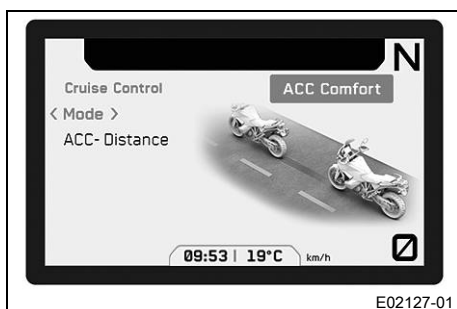 N
Cruise Control
ACC Comfort
< Mode >
ACC- Distance
09:53 | 19°C km/h
0
E02127-01